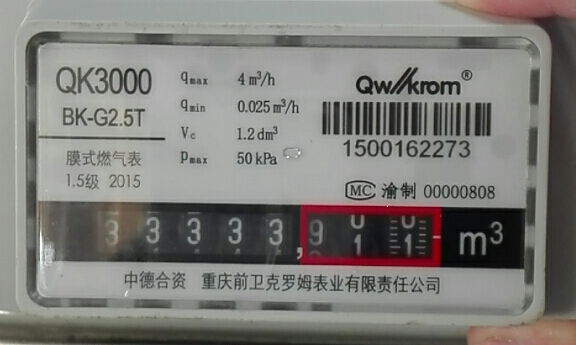 QK3000
BK-G2.5T
膜式燃气表
1.5级 2015
qmax 4 m³/h
qmin 0.025 m³/h
Vc 1.2 dm³
pmax 50 kPa
Qwkrom®
1500162273
MC 渝制 00000808
3 3 3 3 3 , 9 m³
中德合资 重庆前卫克罗姆表业有限责任公司